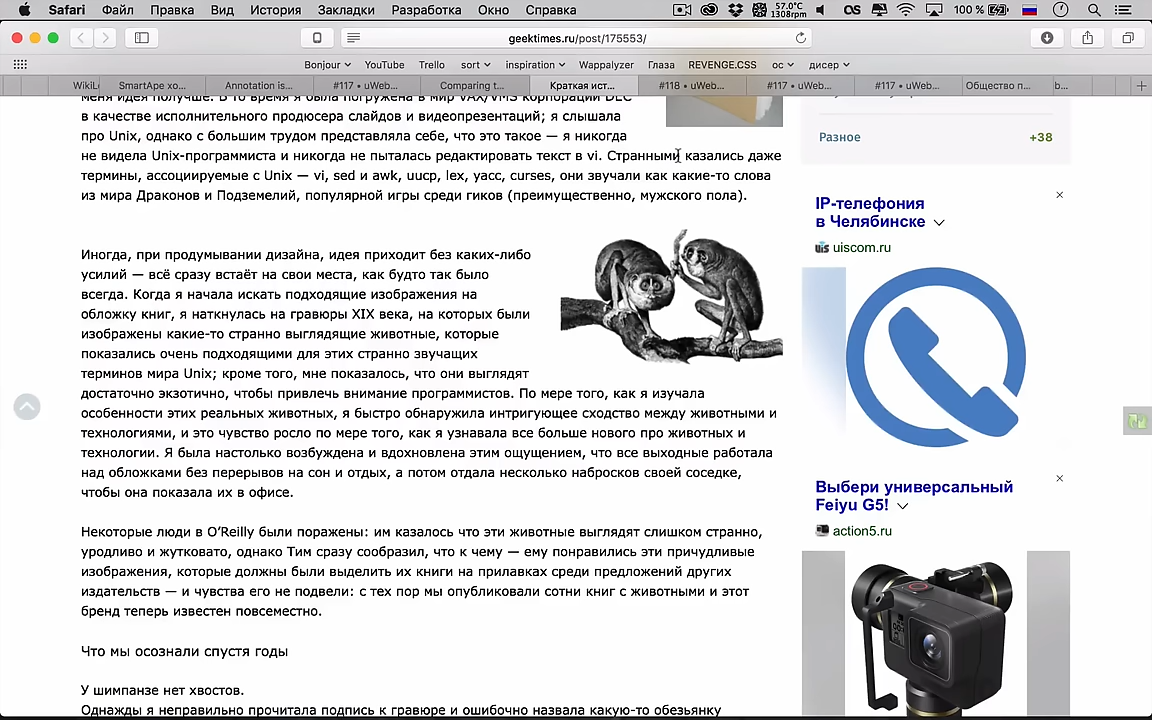 Safari Файл Правка Вид История Закладки Разработка Окно Справка 57.0°C 1308rpm 100 %
geektimes.ru/post/175553/
Bonjour YouTube Trello sort inspiration Wappalyzer Глаза REVENGE.CSS ос дисер
WikiL SmartApe xo... Annotation is... #117 • uWeb... Comparing t... Краткая ист... #118 • uWeb... #117 • uWeb... #117 • uWeb... Общество п... b...
меня идея получше. В то время я была погружена в мир VAX/VMS корпорации DEC
в качестве исполнительного продюсера слайдов и видеопрезентаций; я слышала
про Unix, однако с большим трудом представляла себе, что это такое — я никогда
не видела Unix-программиста и никогда не пыталась редактировать текст в vi. Странными казались даже
термины, ассоциируемые с Unix — vi, sed и awk, uucp, lex, yacc, curses, они звучали как какие-то слова
из мира Драконов и Подземелий, популярной игры среди гиков (преимущественно, мужского пола).
Иногда, при продумывании дизайна, идея приходит без каких-либо
усилий — всё сразу встаёт на свои места, как будто так было
всегда. Когда я начала искать подходящие изображения на
обложку книг, я наткнулась на гравюры XIX века, на которых были
изображены какие-то странно выглядящие животные, которые
показались очень подходящими для этих странно звучащих
терминов мира Unix; кроме того, мне показалось, что они выглядят
достаточно экзотично, чтобы привлечь внимание программистов. По мере того, как я изучала
особенности этих реальных животных, я быстро обнаружила интригующее сходство между животными и
технологиями, и это чувство росло по мере того, как я узнавала все больше нового про животных и
технологии. Я была настолько возбуждена и вдохновлена этим ощущением, что все выходные работала
над обложками без перерывов на сон и отдых, а потом отдала несколько набросков своей соседке,
чтобы она показала их в офисе.
Некоторые люди в O'Reilly были поражены: им казалось что эти животные выглядят слишком странно,
уродливо и жутковато, однако Тим сразу сообразил, что к чему — ему понравились эти причудливые
изображения, которые должны были выделить их книги на прилавках среди предложений других
издательств — и чувства его не подвели: с тех пор мы опубликовали сотни книг с животными и этот
бренд теперь известен повсеместно.
Что мы осознали спустя годы
У шимпанзе нет хвостов.
Однажды я неправильно прочитала подпись к гравюре и ошибочно назвала какую-то обезьянку
Разное +38
IP-телефония
в Челябинске
uiscom.ru
Выбери универсальный
Feiyu G5!
action5.ru